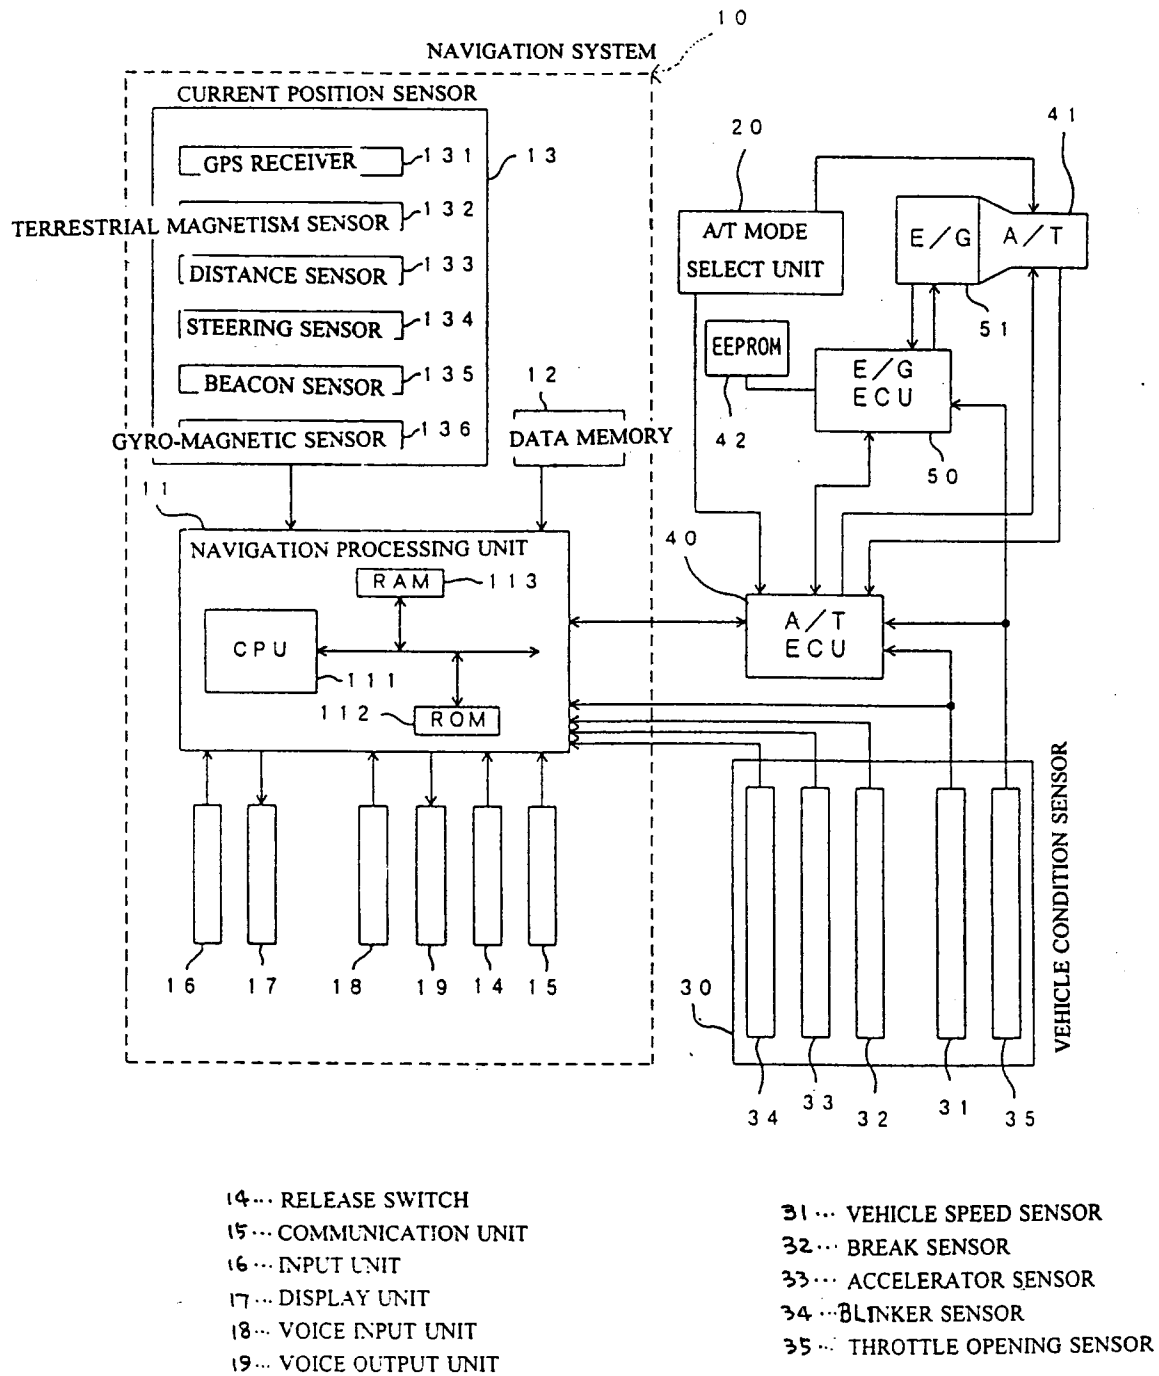 10
NAVIGATION SYSTEM
CURRENT POSITION SENSOR
GPS RECEIVER 131
13
TERRESTRIAL MAGNETISM SENSOR 132
DISTANCE SENSOR 133
STEERING SENSOR 134
BEACON SENSOR 135
GYRO-MAGNETIC SENSOR 136
12
DATA MEMORY
11
NAVIGATION PROCESSING UNIT
RAM 113
CPU
111
112 ROM
16 17 18 19 14 15
20
41
A/T MODE
SELECT UNIT
E/G A/T
51
EEPROM
42
E/G
ECU
50
40
A/T
ECU
30
VEHICLE CONDITION SENSOR
34 33 32 31 35
14... RELEASE SWITCH
15... COMMUNICATION UNIT
16... INPUT UNIT
17... DISPLAY UNIT
18... VOICE INPUT UNIT
19... VOICE OUTPUT UNIT
31... VEHICLE SPEED SENSOR
32... BREAK SENSOR
33... ACCELERATOR SENSOR
34...BLINKER SENSOR
35... THROTTLE OPENING SENSOR